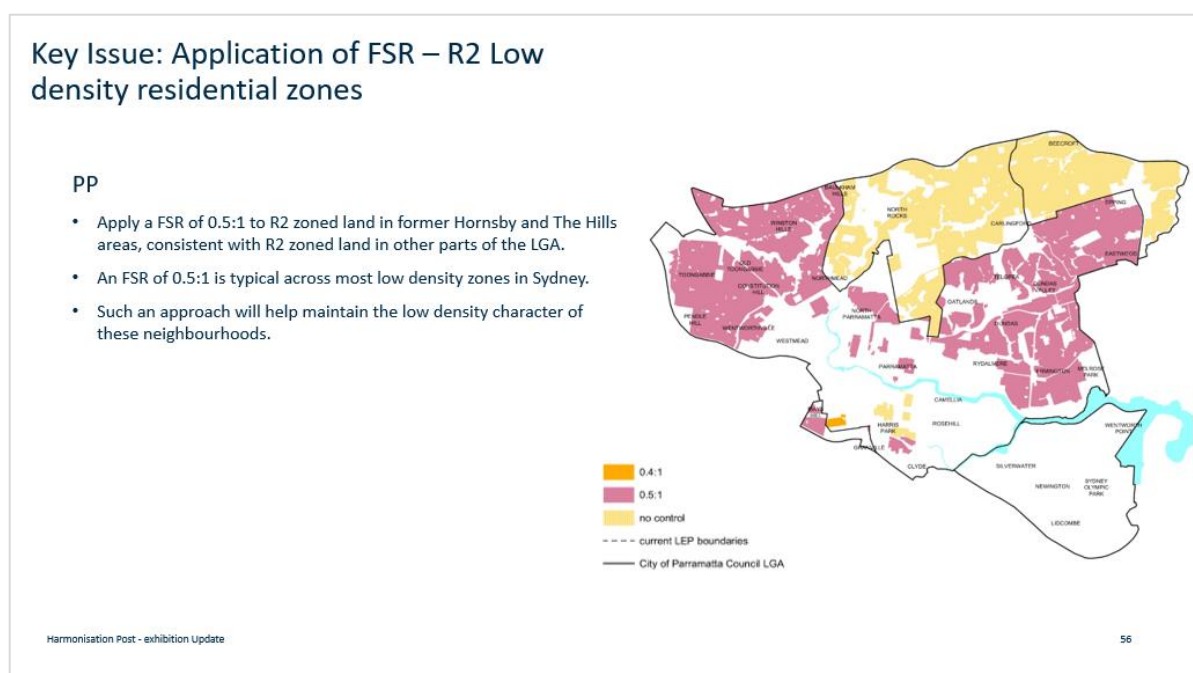 Key Issue: Application of FSR – R2 Low
density residential zones
PP
• Apply a FSR of 0.5:1 to R2 zoned land in former Hornsby and The Hills
areas, consistent with R2 zoned land in other parts of the LGA.
• An FSR of 0.5:1 is typical across most low density zones in Sydney.
• Such an approach will help maintain the low density character of
these neighbourhoods.
BEECROFT
BAULKHAM
HILLS
EPPING
NORTH
ROCKS
CARLINGFORD
WINSTON
HILLS
EASTWOOD
OLD
TOONGABBIE
TOONGABBIE
NORTHMEAD
TELOPEA
DUNDAS
VALLEY
CONSTITUTION
HILL
OATLANDS
PENDLE
HILL
NORTH
PARRAMATTA
WENTWORTHVILLE
DUNDAS
WESTMEAD
RYDALMERE
PARRAMATTA
ERMINGTON
MELROSE
PARK
CAMELLIA
HARRIS
PARK
ROSEHILL
WENTWORTH
POINT
GRANVILLE
CLYDE
SILVERWATER
NEWINGTON
SYDNEY
OLYMPIC
PARK
LIDCOMBE
0.4:1
0.5:1
no control
current LEP boundaries
City of Parramatta Council LGA
Harmonisation Post - exhibition Update
56